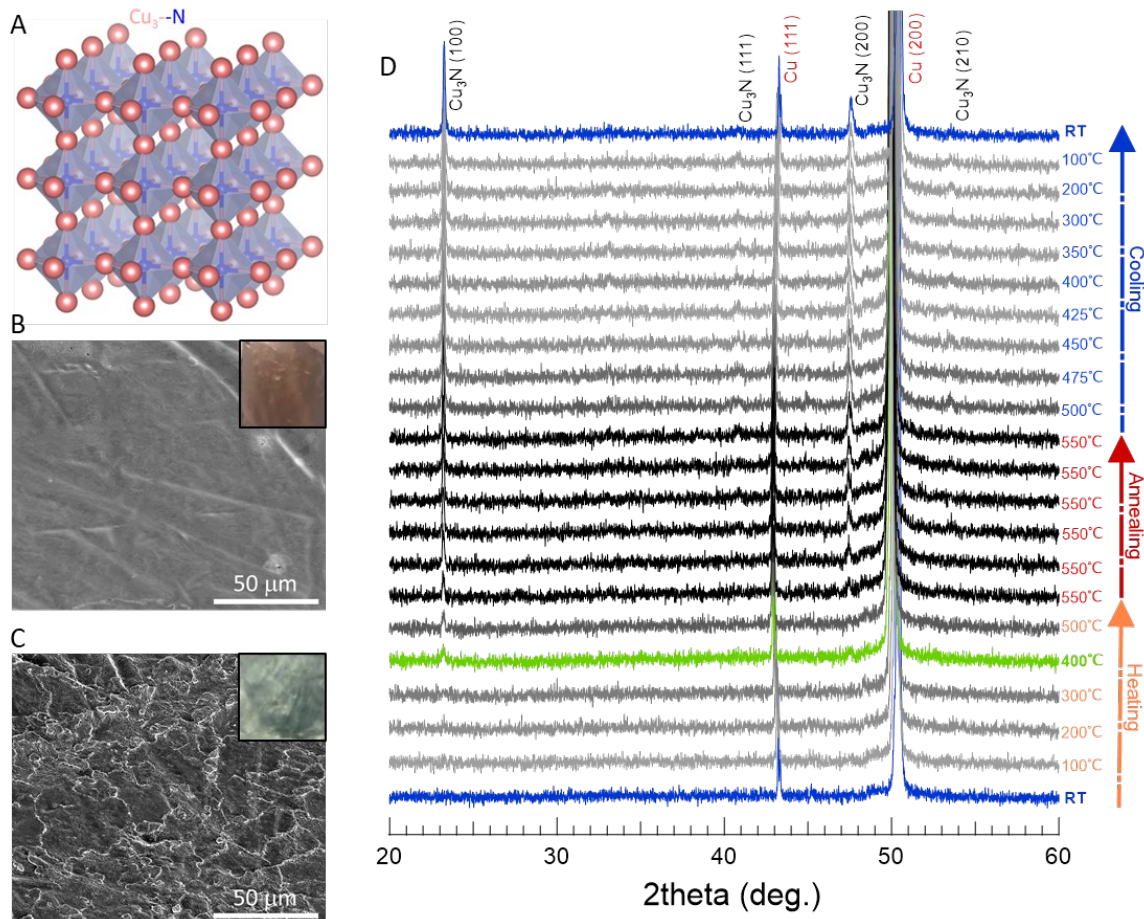 A
Cu₃--N
B
50 μm
C
50 μm
D
Cu₃N (100)
Cu₃N (111)
Cu (111)
Cu₃N (200)
Cu (200)
Cu₃N (210)
RT
100℃
200℃
300℃
350℃
400℃
425℃
450℃
475℃
500℃
550℃
550℃
550℃
550℃
550℃
550℃
500℃
400℃
300℃
200℃
100℃
RT
Cooling
Annealing
Heating
20 30 40 50 60
2theta (deg.)